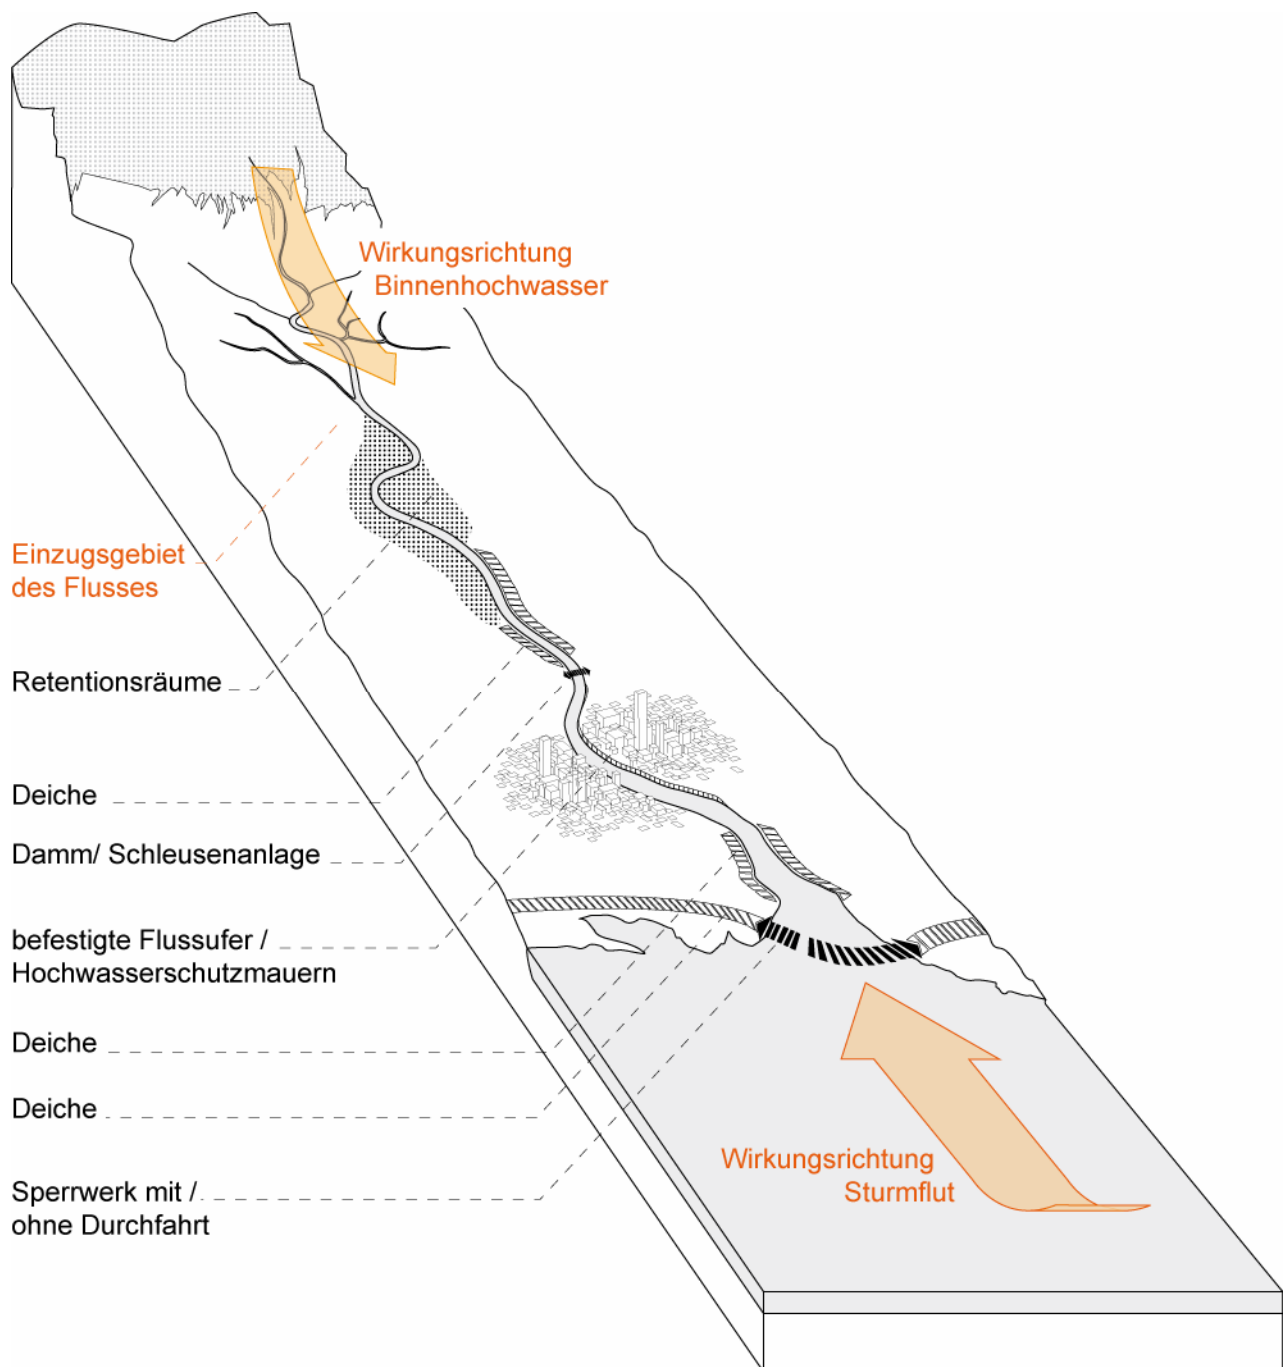 Wirkungsrichtung
Binnenhochwasser
Einzugsgebiet
des Flusses
Retentionsräume
Deiche
Damm/ Schleusenanlage
befestigte Flussufer /
Hochwasserschutzmauern
Deiche
Deiche
Wirkungsrichtung
Sturmflut
Sperrwerk mit /
ohne Durchfahrt